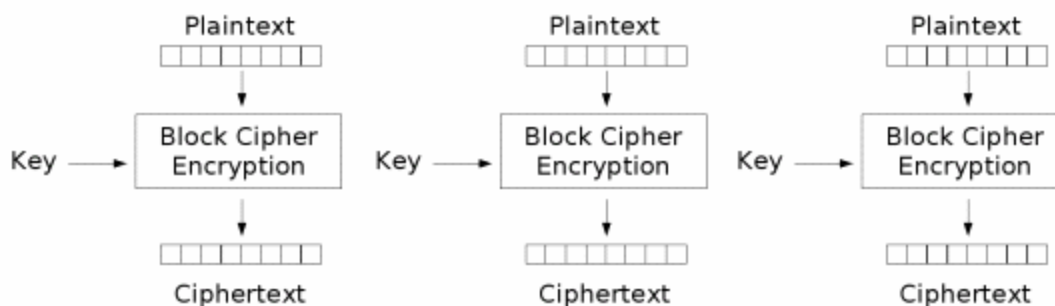 Plaintext
Plaintext
Plaintext
Key
Block Cipher
Encryption
Key
Block Cipher
Encryption
Key
Block Cipher
Encryption
Ciphertext
Ciphertext
Ciphertext